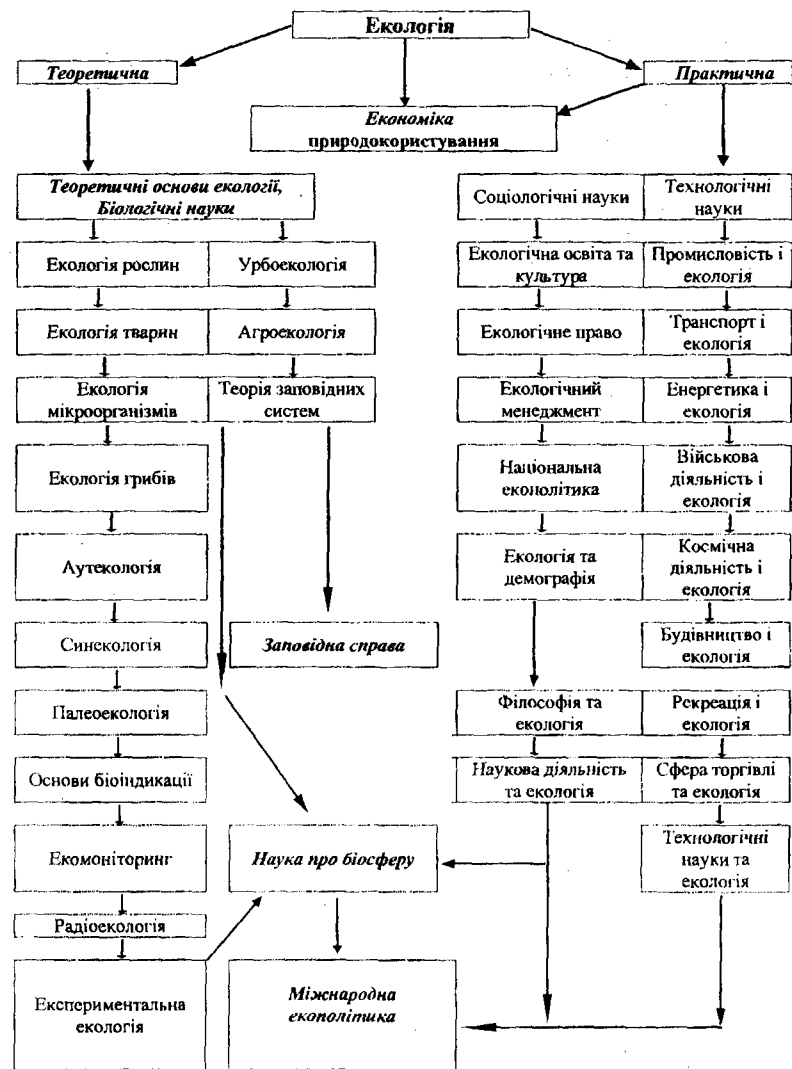 Екологія
Теоретична
Практична
Економіка
природокористування
Теоретичні основи екології,
Біологічні науки
Соціологічні науки
Технологічні
науки
Екологія рослин
Урбоекологія
Екологічна освіта та
культура
Промисловість і
екологія
Екологія тварин
Агроекологія
Екологічне право
Транспорт і
екологія
Екологія
мікроорганізмів
Теорія заповідних
систем
Екологічний
менеджмент
Енергетика і
екологія
Екологія грибів
Національна
екополітика
Військова
діяльність і
екологія
Аутекологія
Екологія та
демографія
Космічна
діяльність і
екологія
Синекологія
Заповідна справа
Будівництво і
екологія
Палеоекологія
Філософія та
екологія
Рекреація і
екологія
Основи біоіндикації
Наукова діяльність
та екологія
Сфера торгівлі
та екологія
Екомоніторинг
Наука про біосферу
Технологічні
науки та
екологія
Радіоекологія
Експериментальна
екологія
Міжнародна
екополітика